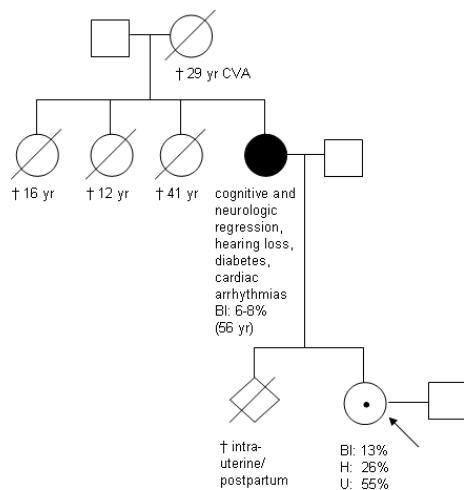 † 29 yr CVA
† 16 yr
† 12 yr
† 41 yr
cognitive and
neurologic
regression,
hearing loss,
diabetes,
cardiac
arrhythmias
Bl: 6-8%
(56 yr)
† intra-
uterine/
postpartum
Bl: 13%
H: 26%
U: 55%